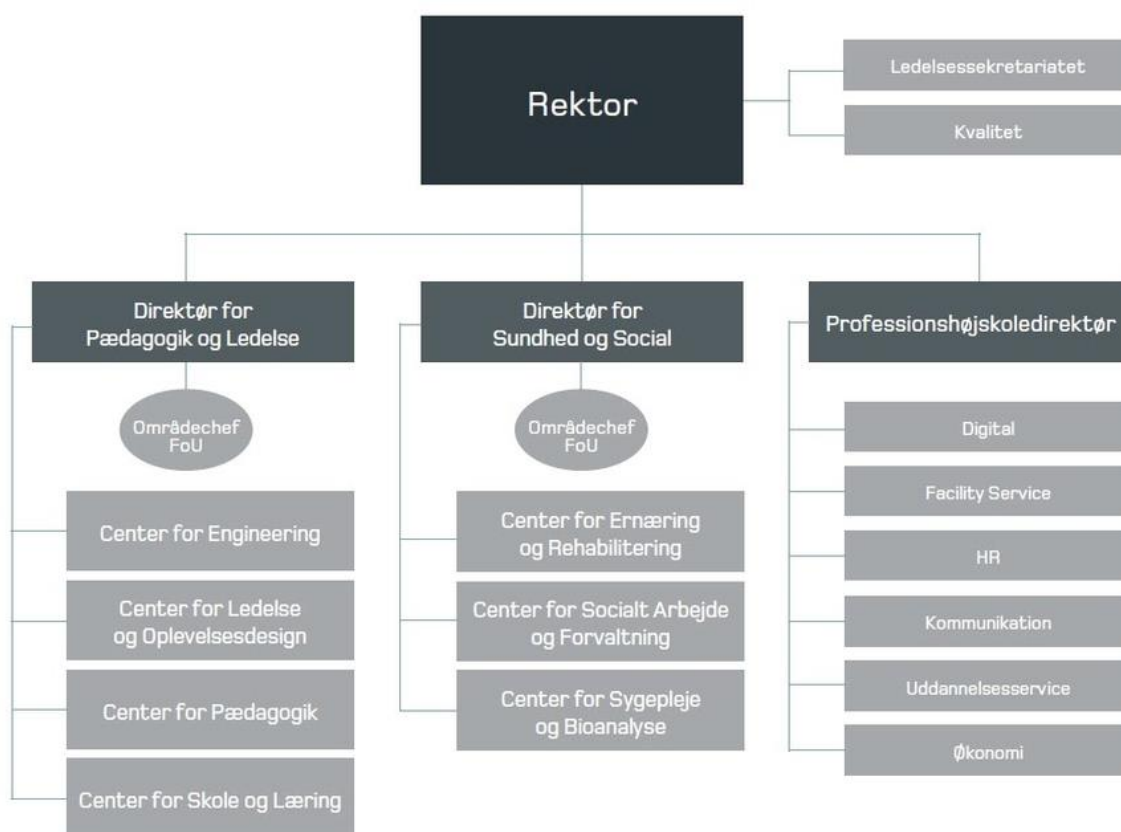 Rektor
Ledelsessekretariatet
Kvalitet
Direktør for
Pædagogik og Ledelse
Områdechef
FoU
Center for Engineering
Center for Ledelse
og Oplevelsesdesign
Center for Pædagogik
Center for Skole og Læring
Direktør for
Sundhed og Social
Områdechef
FoU
Center for Ernæring
og Rehabilitering
Center for Socialt Arbejde
og Forvaltning
Center for Sygepleje
og Bioanalyse
Professionshøjskoledirektør
Digital
Facility Service
HR
Kommunikation
Uddannelsesservice
Økonomi